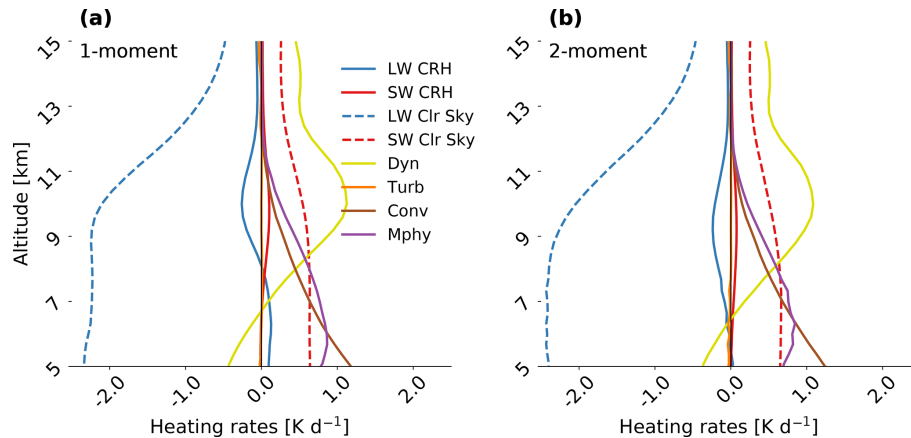 (a)
1-moment
15
13
11
9
7
5
Altitude [km]
-2.0
-1.0
0.0
1.0
2.0
Heating rates [K d⁻¹]
LW CRH
SW CRH
LW Clr Sky
SW Clr Sky
Dyn
Turb
Conv
Mphy
(b)
2-moment
15
13
11
9
7
5
-2.0
-1.0
0.0
1.0
2.0
Heating rates [K d⁻¹]